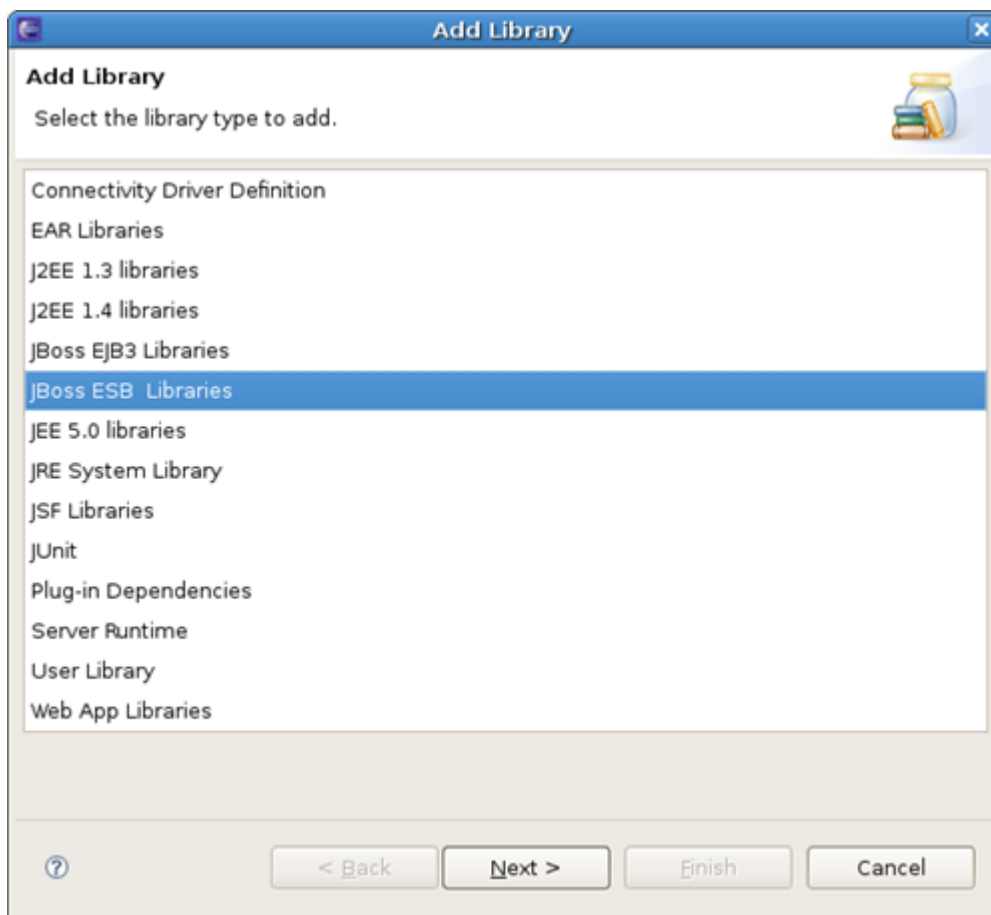 Add Library
Add Library
Select the library type to add.
Connectivity Driver Definition
EAR Libraries
J2EE 1.3 libraries
J2EE 1.4 libraries
JBoss EJB3 Libraries
JBoss ESB  Libraries
JEE 5.0 libraries
JRE System Library
JSF Libraries
JUnit
Plug-in Dependencies
Server Runtime
User Library
Web App Libraries
? < Back Next > Finish Cancel